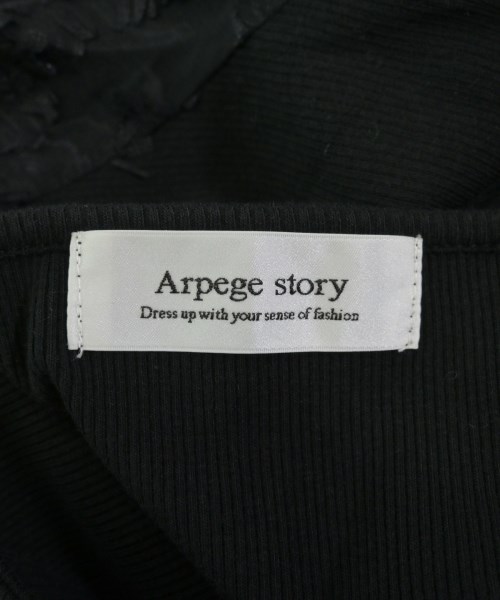 Arpege story
Dress up with your sense of fashion